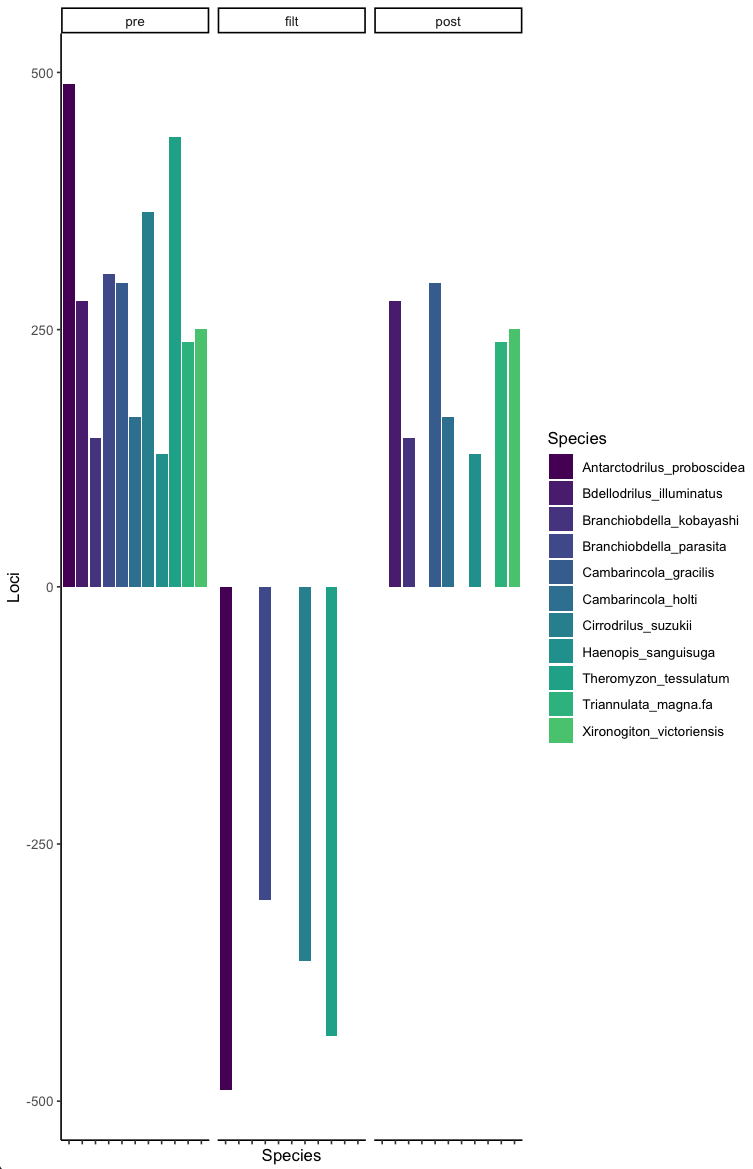 pre
filt
post
500
250
0
-250
-500
Loci
Species
Species
Antarctodrilus_proboscidea
Bdellodrilus_illuminatus
Branchiobdella_kobayashi
Branchiobdella_parasita
Cambarincola_gracilis
Cambarincola_holti
Cirrodrilus_suzukii
Haenopis_sanguisuga
Theromyzon_tessulatum
Triannulata_magna.fa
Xironogiton_victoriensis